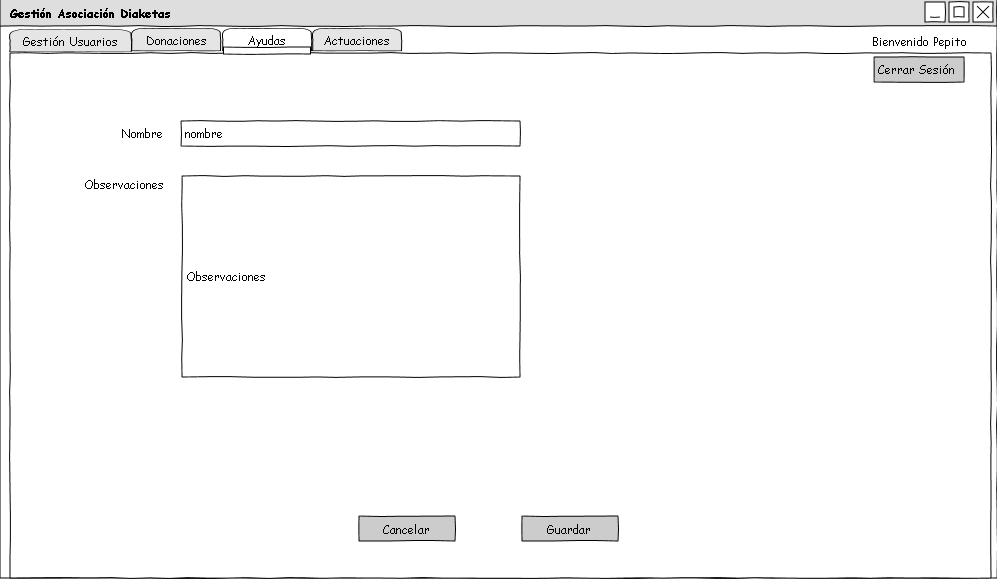 Gestión Asociación Diaketas
Gestión Usuarios
Donaciones
Ayudas
Actuaciones
Bienvenido Pepito
Cerrar Sesión
Nombre
nombre
Observaciones
Observaciones
Cancelar
Guardar